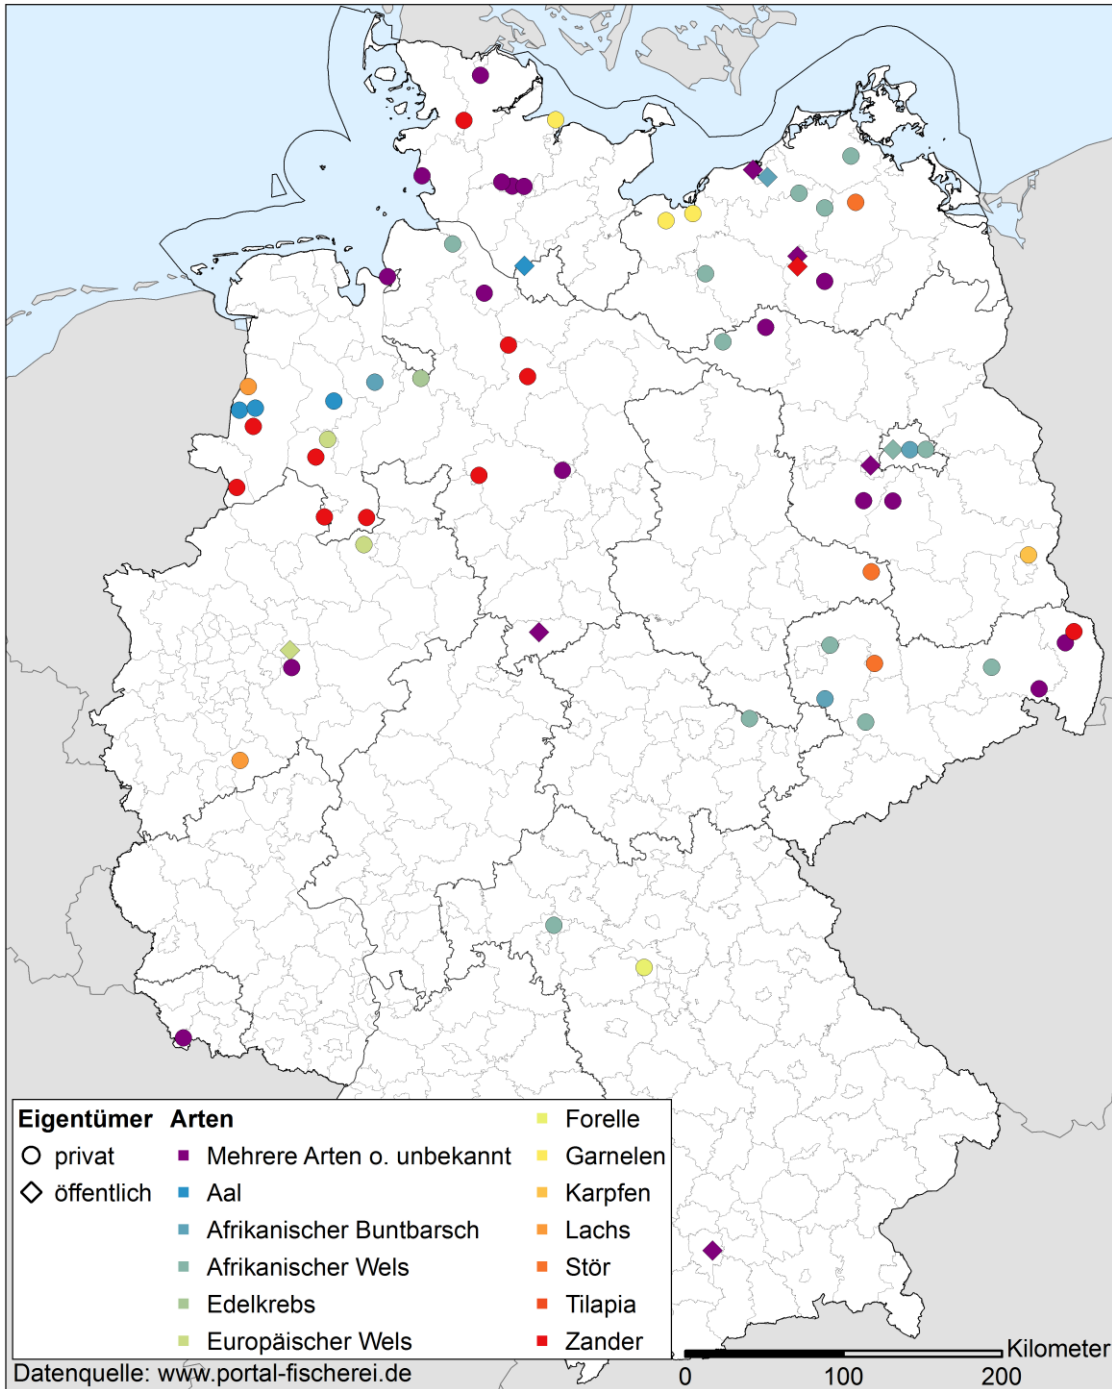 Eigentümer
privat
öffentlich
Arten
Mehrere Arten o. unbekannt
Aal
Afrikanischer Buntbarsch
Afrikanischer Wels
Edelkrebs
Europäischer Wels
Forelle
Garnelen
Karpfen
Lachs
Stör
Tilapia
Zander
Datenquelle: www.portal-fischerei.de
Kilometer
0 100 200